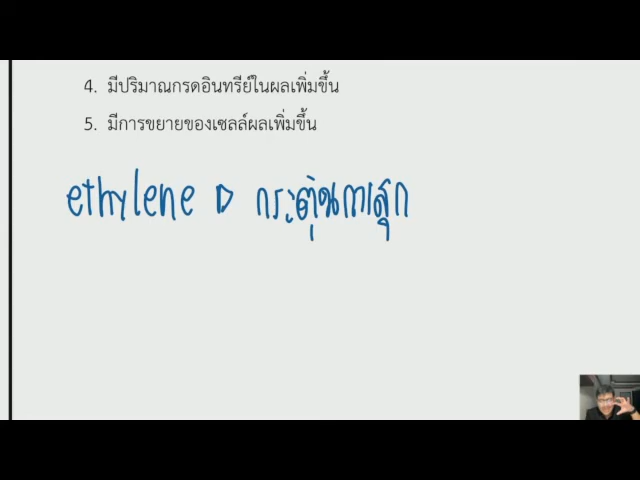 4. มีปริมาณกรดอินทรีย์ในผลเพิ่มขึ้น
5. มีการขยายของเซลล์ผลเพิ่มขึ้น
ethylene ▷ กระตุ้นการสุก